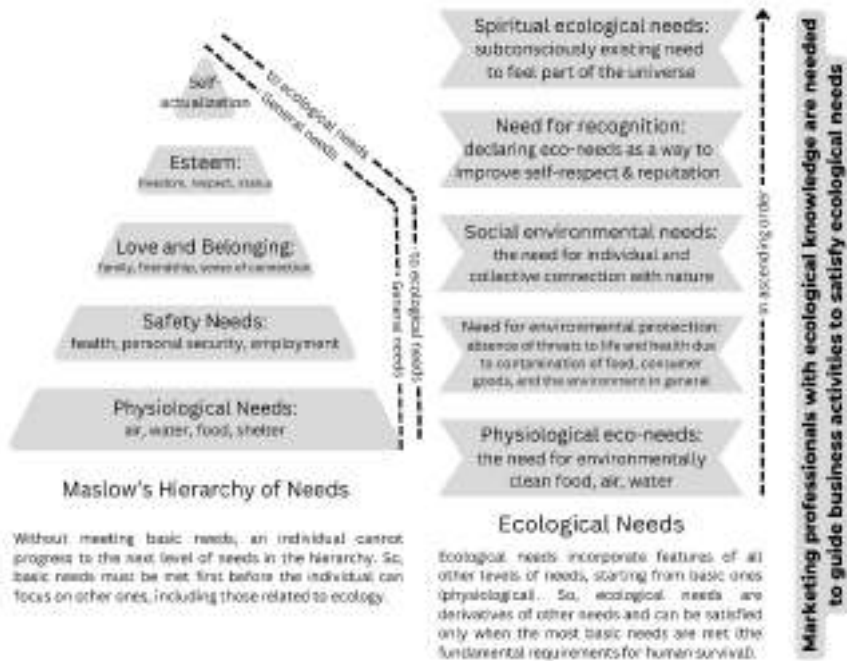 Self-
actualization
Esteem:
freedom, respect, status
Love and Belonging:
family, friendship, sense of connection
Safety Needs:
health, personal security, employment
Physiological Needs:
air, water, food, shelter
General needs
to ecological needs
General needs
to ecological needs
Maslow's Hierarchy of Needs
Without meeting basic needs, an individual cannot
progress to the next level of needs in the hierarchy. So,
basic needs must be met first before the individual can
focus on other ones, including those related to ecology.
Spiritual ecological needs:
subconsciously existing need
to feel part of the universe
Need for recognition:
declaring eco-needs as a way to
improve self-respect & reputation
Social environmental needs:
the need for individual and
collective connection with nature
Need for environmental protection:
absence of threats to life and health due
to contamination of food, consumer
goods, and the environment in general
Physiological eco-needs:
the need for environmentally
clean food, air, water
in ascending order
Ecological Needs
Ecological needs incorporate features of all
other levels of needs, starting from basic ones
(physiological). So, ecological needs are
derivatives of other needs and can be satisfied
only when the most basic needs are met (the
fundamental requirements for human survival).
Marketing professionals with ecological knowledge are needed
to guide business activities to satisfy ecological needs